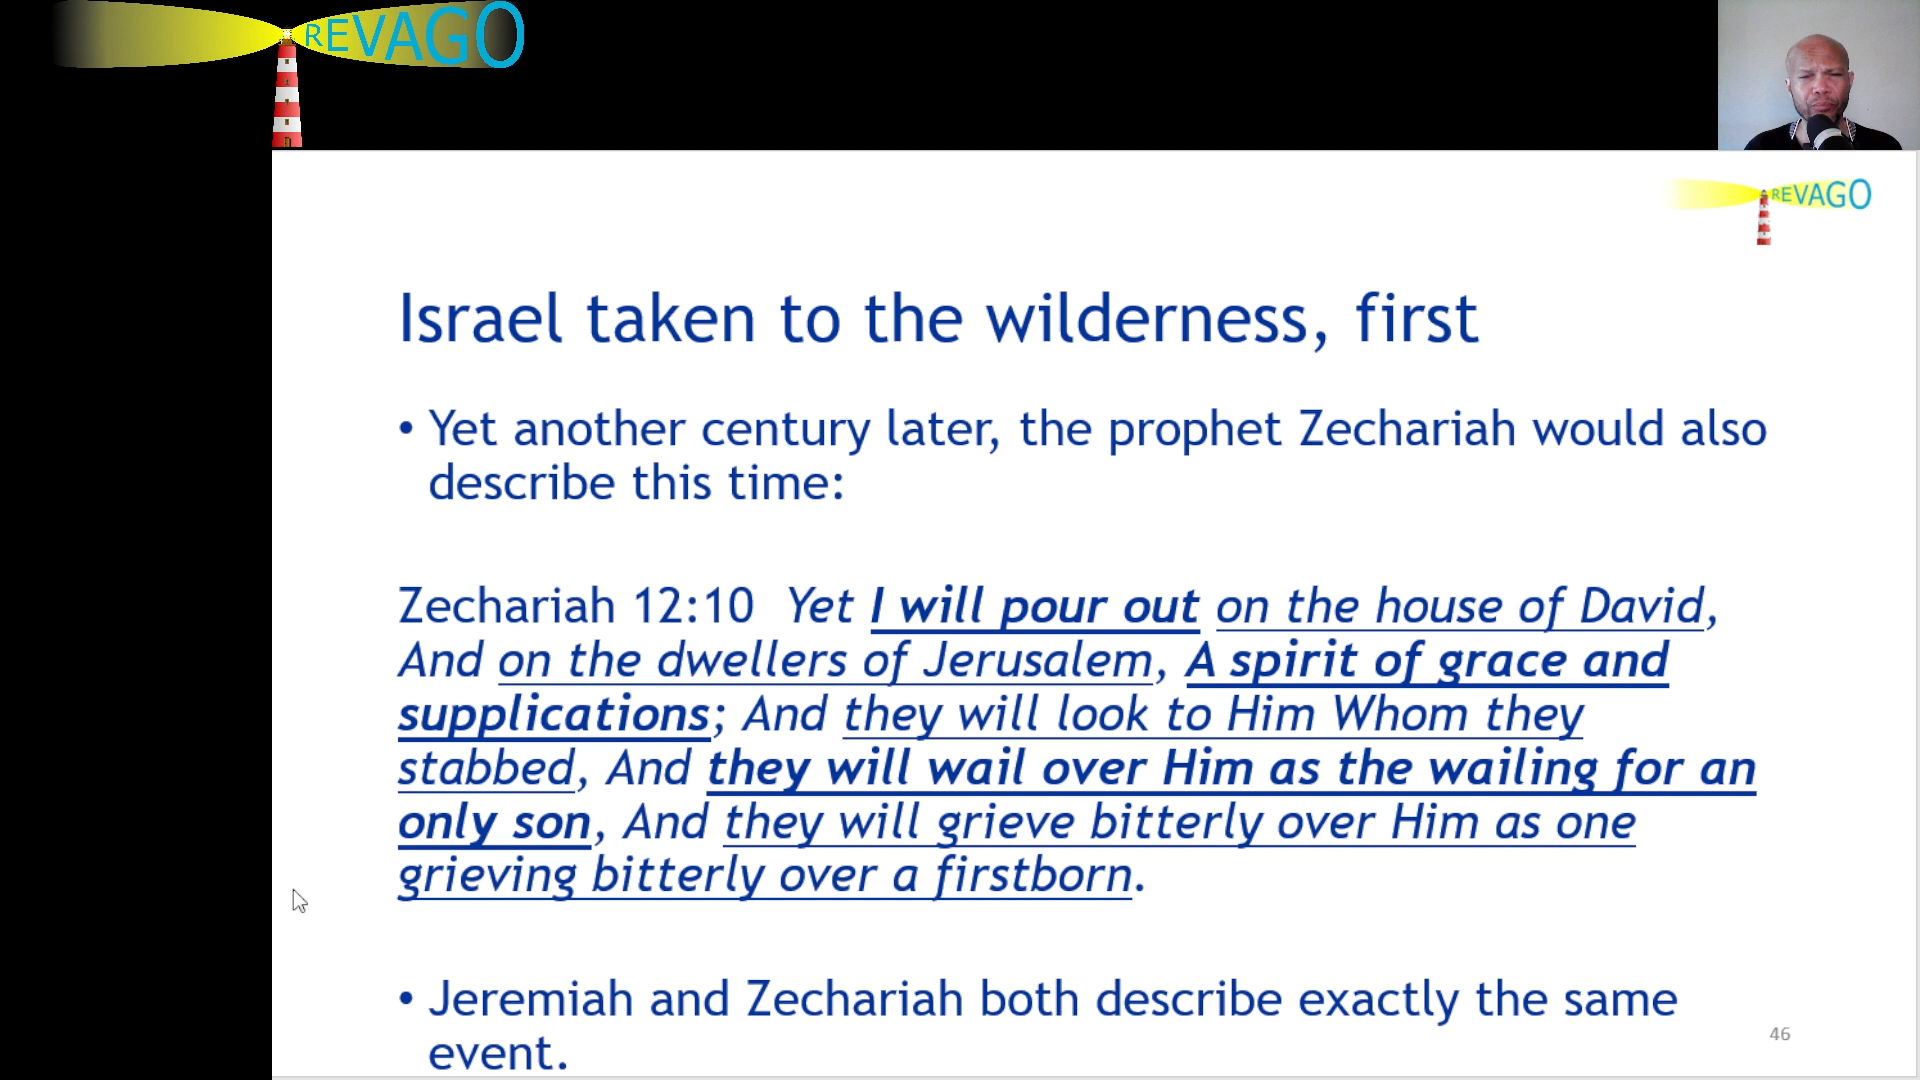 REVAGO
REVAGO
Israel taken to the wilderness, first
• Yet another century later, the prophet Zechariah would also
describe this time:
Zechariah 12:10 Yet I will pour out on the house of David,
And on the dwellers of Jerusalem, A spirit of grace and
supplications; And they will look to Him Whom they
stabbed, And they will wail over Him as the wailing for an
only son, And they will grieve bitterly over Him as one
grieving bitterly over a firstborn.
• Jeremiah and Zechariah both describe exactly the same
event.
46